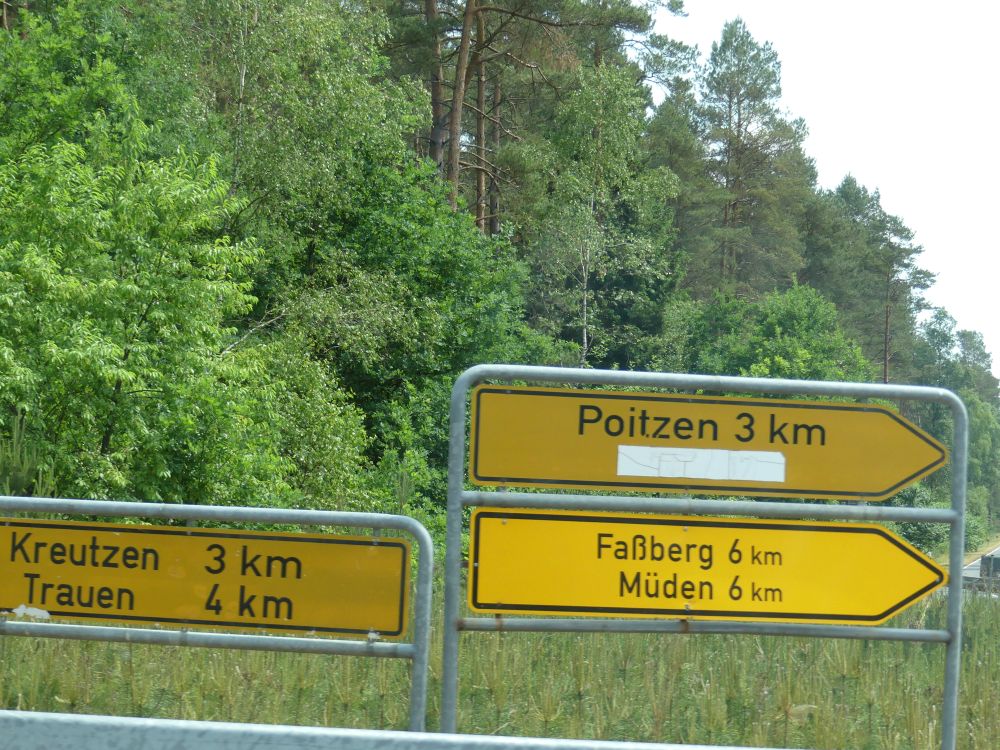 Kreutzen 3 km
Trauen 4 km
Poitzen 3 km
Faßberg 6 km
Müden 6 km